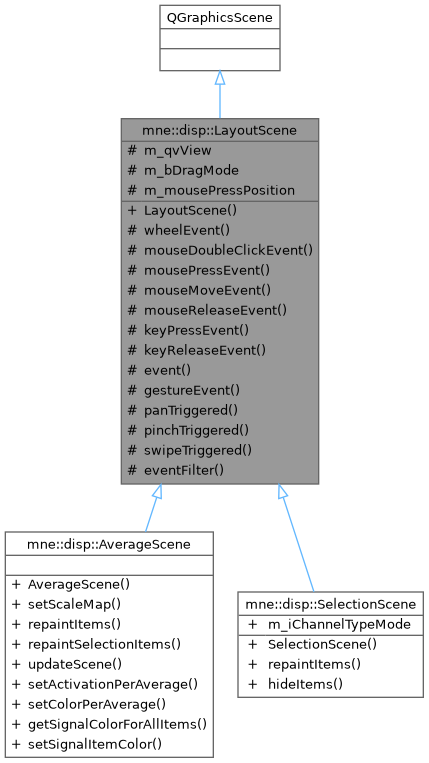 QGraphicsScene
mne::disp::LayoutScene
# m_qvView
# m_bDragMode
# m_mousePressPosition
+ LayoutScene()
# wheelEvent()
# mouseDoubleClickEvent()
# mousePressEvent()
# mouseMoveEvent()
# mouseReleaseEvent()
# keyPressEvent()
# keyReleaseEvent()
# event()
# gestureEvent()
# panTriggered()
# pinchTriggered()
# swipeTriggered()
# eventFilter()
mne::disp::AverageScene
+ AverageScene()
+ setScaleMap()
+ repaintItems()
+ repaintSelectionItems()
+ updateScene()
+ setActivationPerAverage()
+ setColorPerAverage()
+ getSignalColorForAllItems()
+ setSignalItemColor()
mne::disp::SelectionScene
+ m_iChannelTypeMode
+ SelectionScene()
+ repaintItems()
+ hideItems()